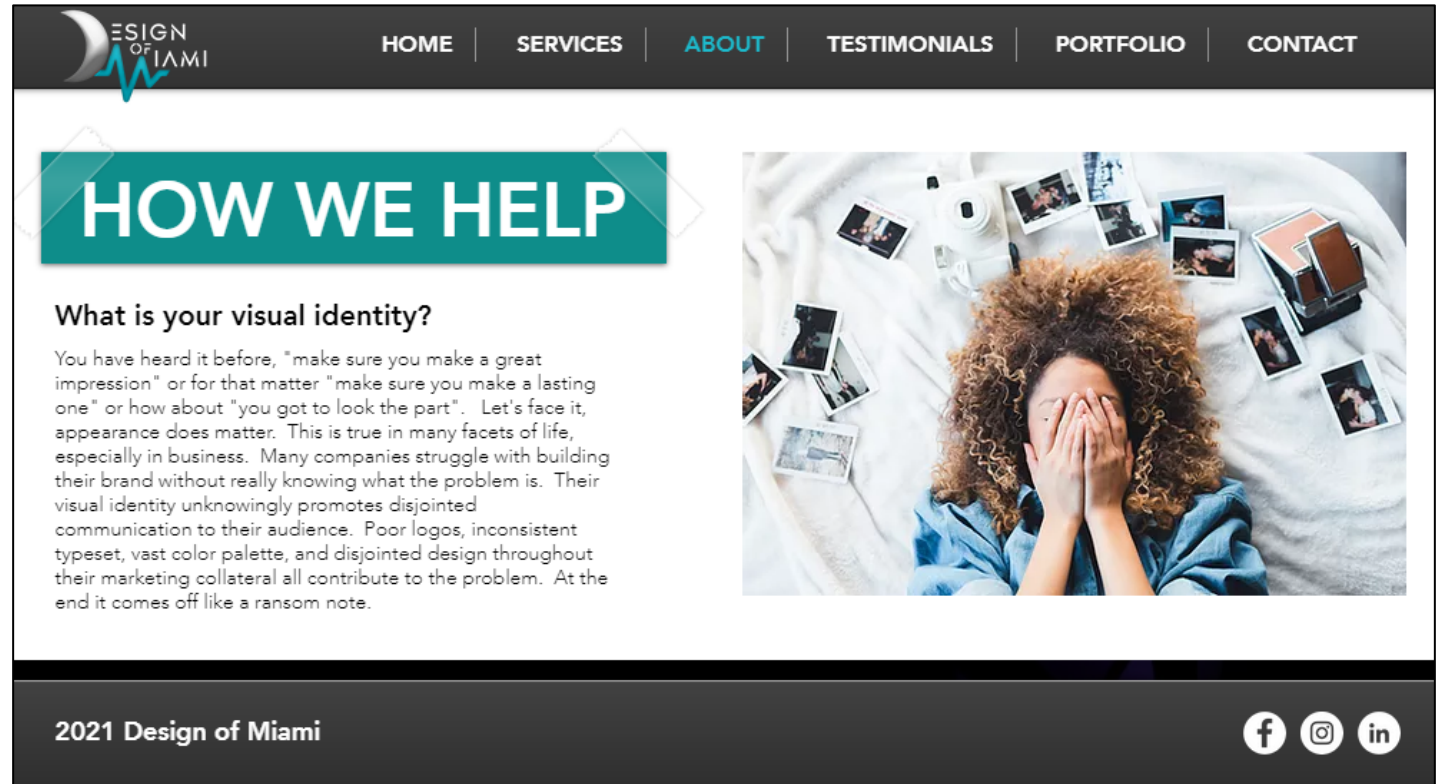 ESIGN
OF
IAMI
HOME
SERVICES
ABOUT
TESTIMONIALS
PORTFOLIO
CONTACT
HOW WE HELP
What is your visual identity?
You have heard it before, "make sure you make a great
impression" or for that matter "make sure you make a lasting
one" or how about "you got to look the part".   Let's face it,
appearance does matter.  This is true in many facets of life,
especially in business.  Many companies struggle with building
their brand without really knowing what the problem is.  Their
visual identity unknowingly promotes disjointed
communication to their audience.  Poor logos, inconsistent
typeset, vast color palette, and disjointed design throughout
their marketing collateral all contribute to the problem.  At the
end it comes off like a ransom note.
2021 Design of Miami
f
in